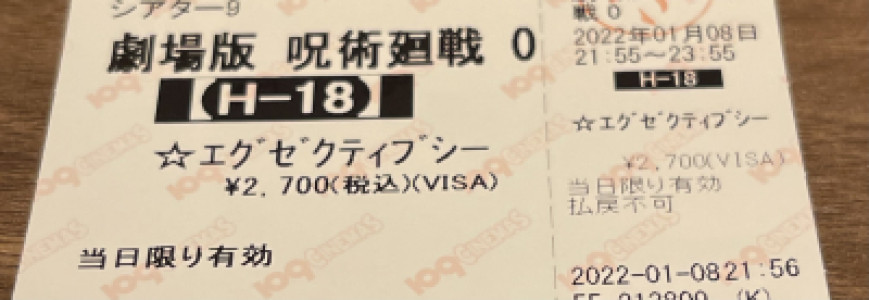 シアター9
劇場版 呪術廻戦 0
(H-18)
☆エグゼクティブシー
¥2,700(税込)(VISA)
当日限り有効
戦 0
2022年01月08日
21:55~23:55
H-18
☆エグゼクティブシー
¥2,700(VISA)
当日限り有効
払戻不可
2022-01-08 21:56
109 CINEMAS